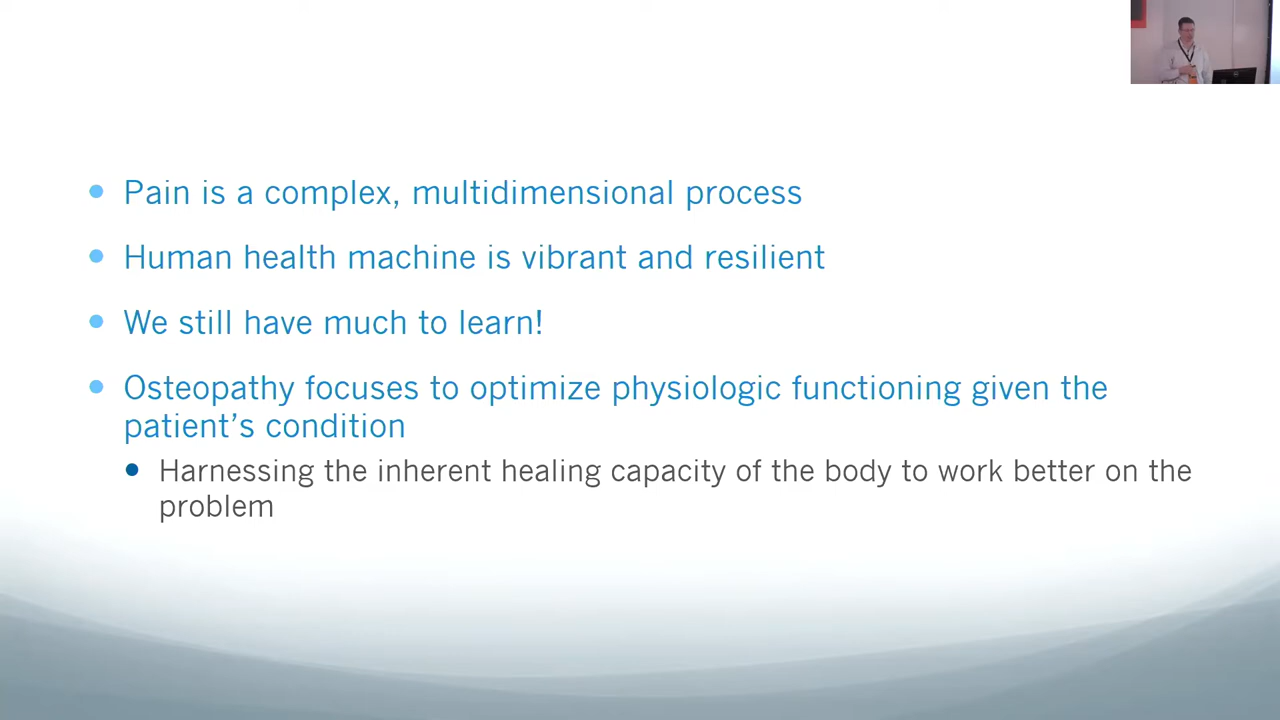 Pain is a complex, multidimensional process
Human health machine is vibrant and resilient
We still have much to learn!
Osteopathy focuses to optimize physiologic functioning given the
patient’s condition
Harnessing the inherent healing capacity of the body to work better on the
problem